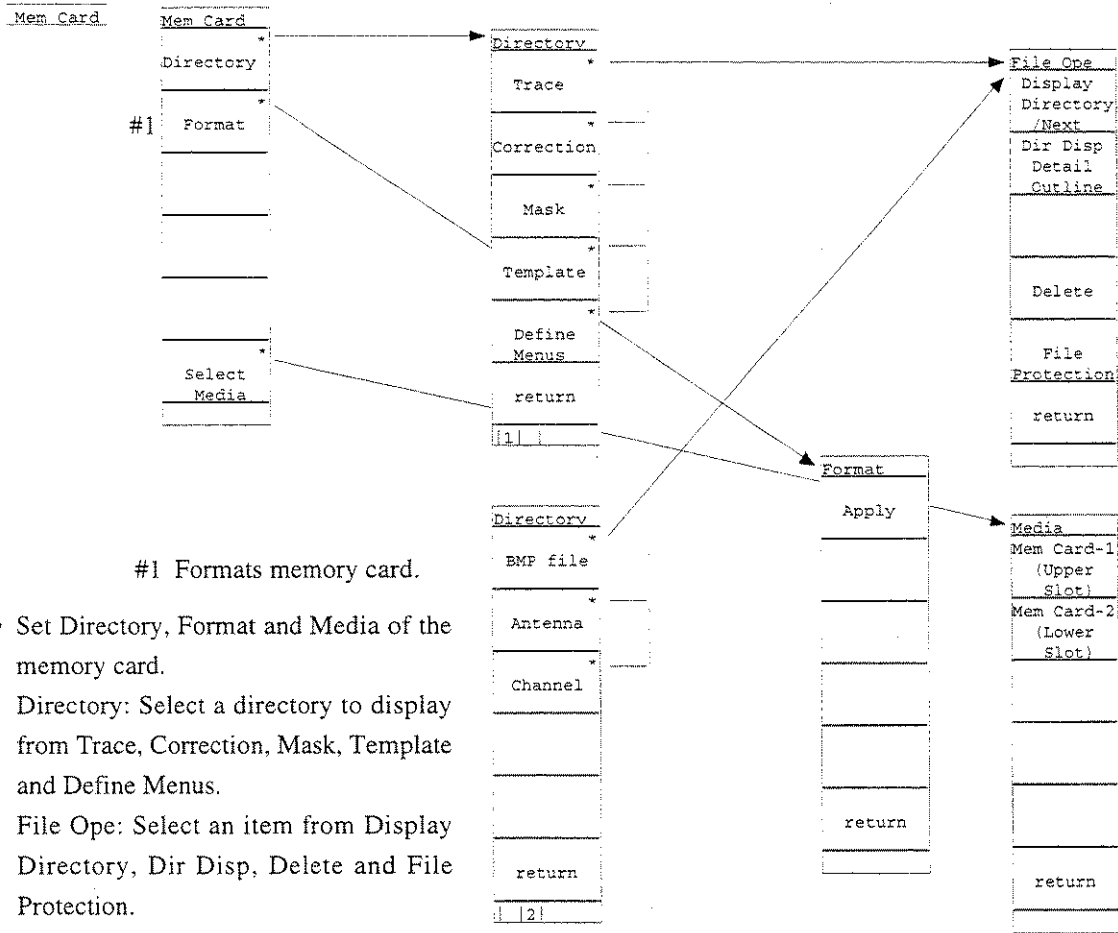 Mem Card
Mem Card
*
Directory
*
#1 Format
*
Select
Media
Directory
*
Trace
*
Correction
*
Mask
*
Template
*
Define
Menus
return
|1| |
File Ope
Display
Directory
/Next
Dir Disp
Detail
Outline
Delete
File
Protection
return
Directory
*
BMP file
*
Antenna
*
Channel
return
| |2|
Format
Apply
return
Media
Mem Card-1
(Upper
Slot)
Mem Card-2
(Lower
Slot)
return
#1 Formats memory card.
Set Directory, Format and Media of the
memory card.
Directory: Select a directory to display
from Trace, Correction, Mask, Template
and Define Menus.
File Ope: Select an item from Display
Directory, Dir Disp, Delete and File
Protection.